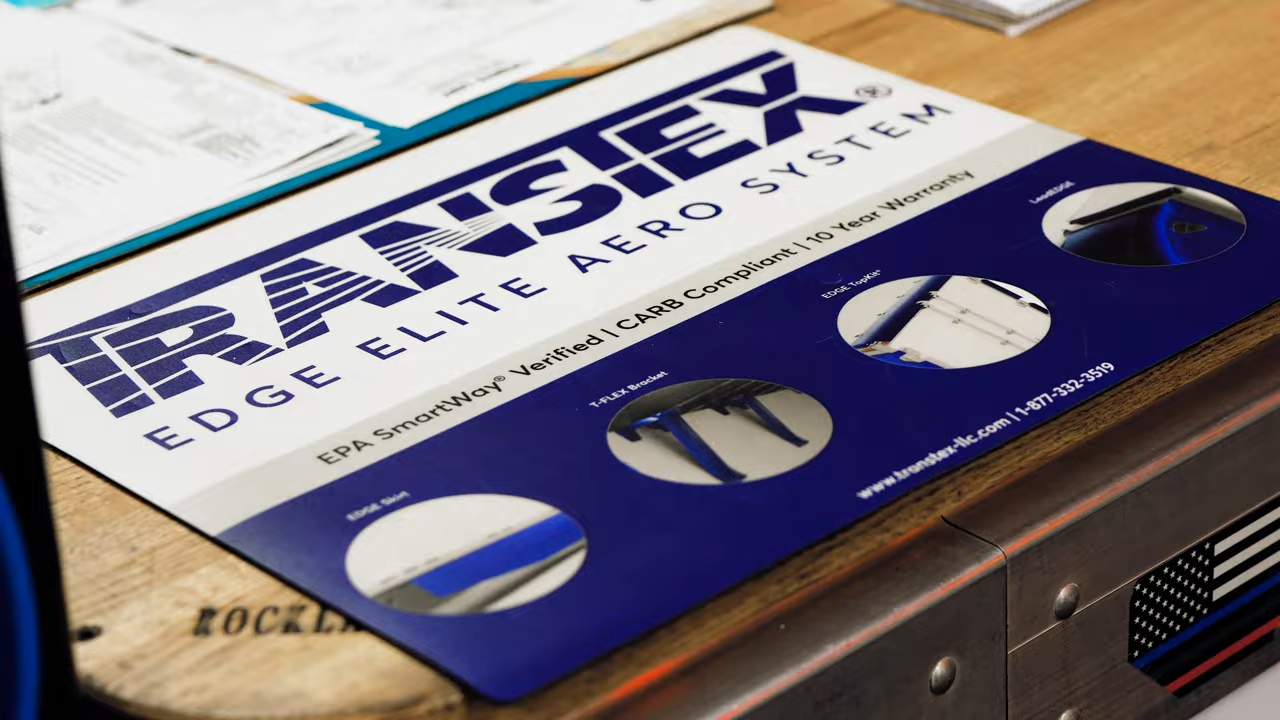 TRANSTEX®
EDGE ELITE AERO SYSTEM
EPA SmartWay® Verified | CARB Compliant | 10 Year Warranty
EDGE Skirt
T-FLEX Bracket
EDGE TopKit®
LeadEDGE
www.transtex-llc.com | 1-877-332-3519